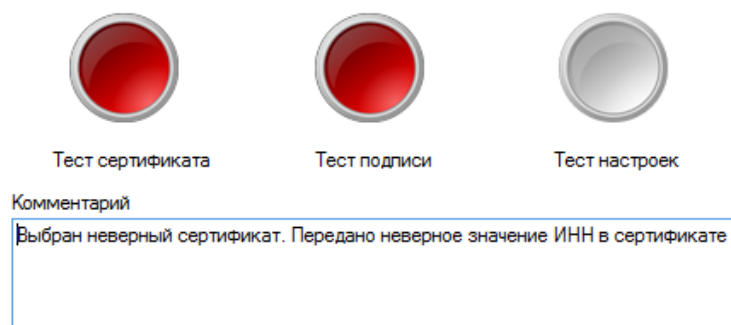 Тест сертификата Тест подписи Тест настроек
Комментарий
Выбран неверный сертификат. Передано неверное значение ИНН в сертификате